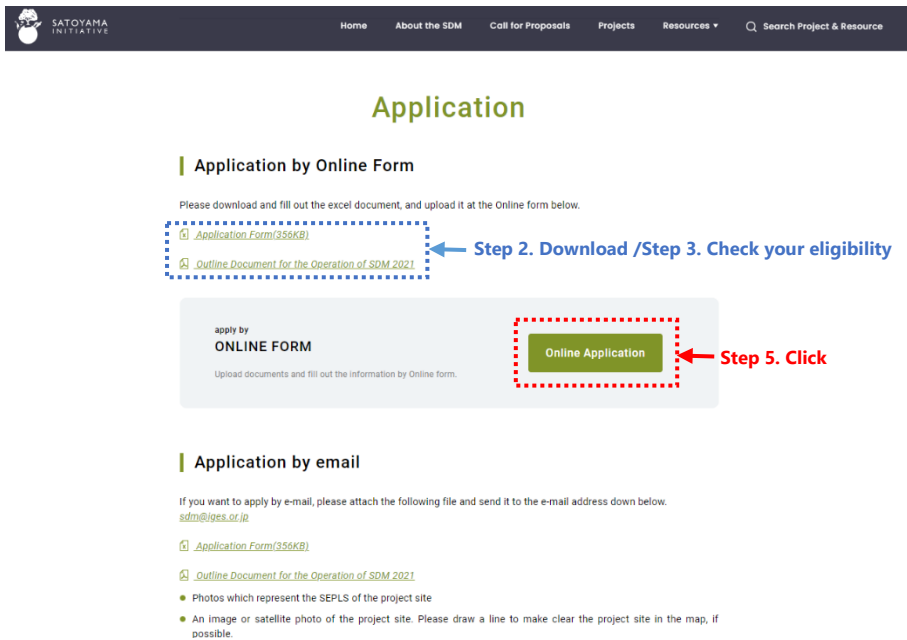 SATOYAMA
INITIATIVE
Home About the SDM Call for Proposals Projects Resources ▾ Search Project & Resource
Application
Application by Online Form
Please download and fill out the excel document, and upload it at the Online form below.
Application Form(356KB)
Outline Document for the Operation of SDM 2021
Step 2. Download /Step 3. Check your eligibility
apply by
ONLINE FORM
Upload documents and fill out the information by Online form.
Online Application
Step 5. Click
Application by email
If you want to apply by e-mail, please attach the following file and send it to the e-mail address down below.
sdm@iges.or.jp
Application Form(356KB)
Outline Document for the Operation of SDM 2021
• Photos which represent the SEPLS of the project site
• An image or satellite photo of the project site. Please draw a line to make clear the project site in the map, if
possible.